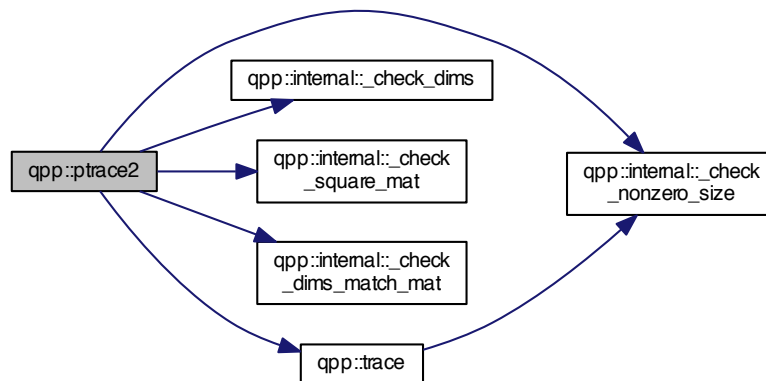 qpp::internal::_check_dims
qpp::ptrace2
qpp::internal::_check
_square_mat
qpp::internal::_check
_nonzero_size
qpp::internal::_check
_dims_match_mat
qpp::trace